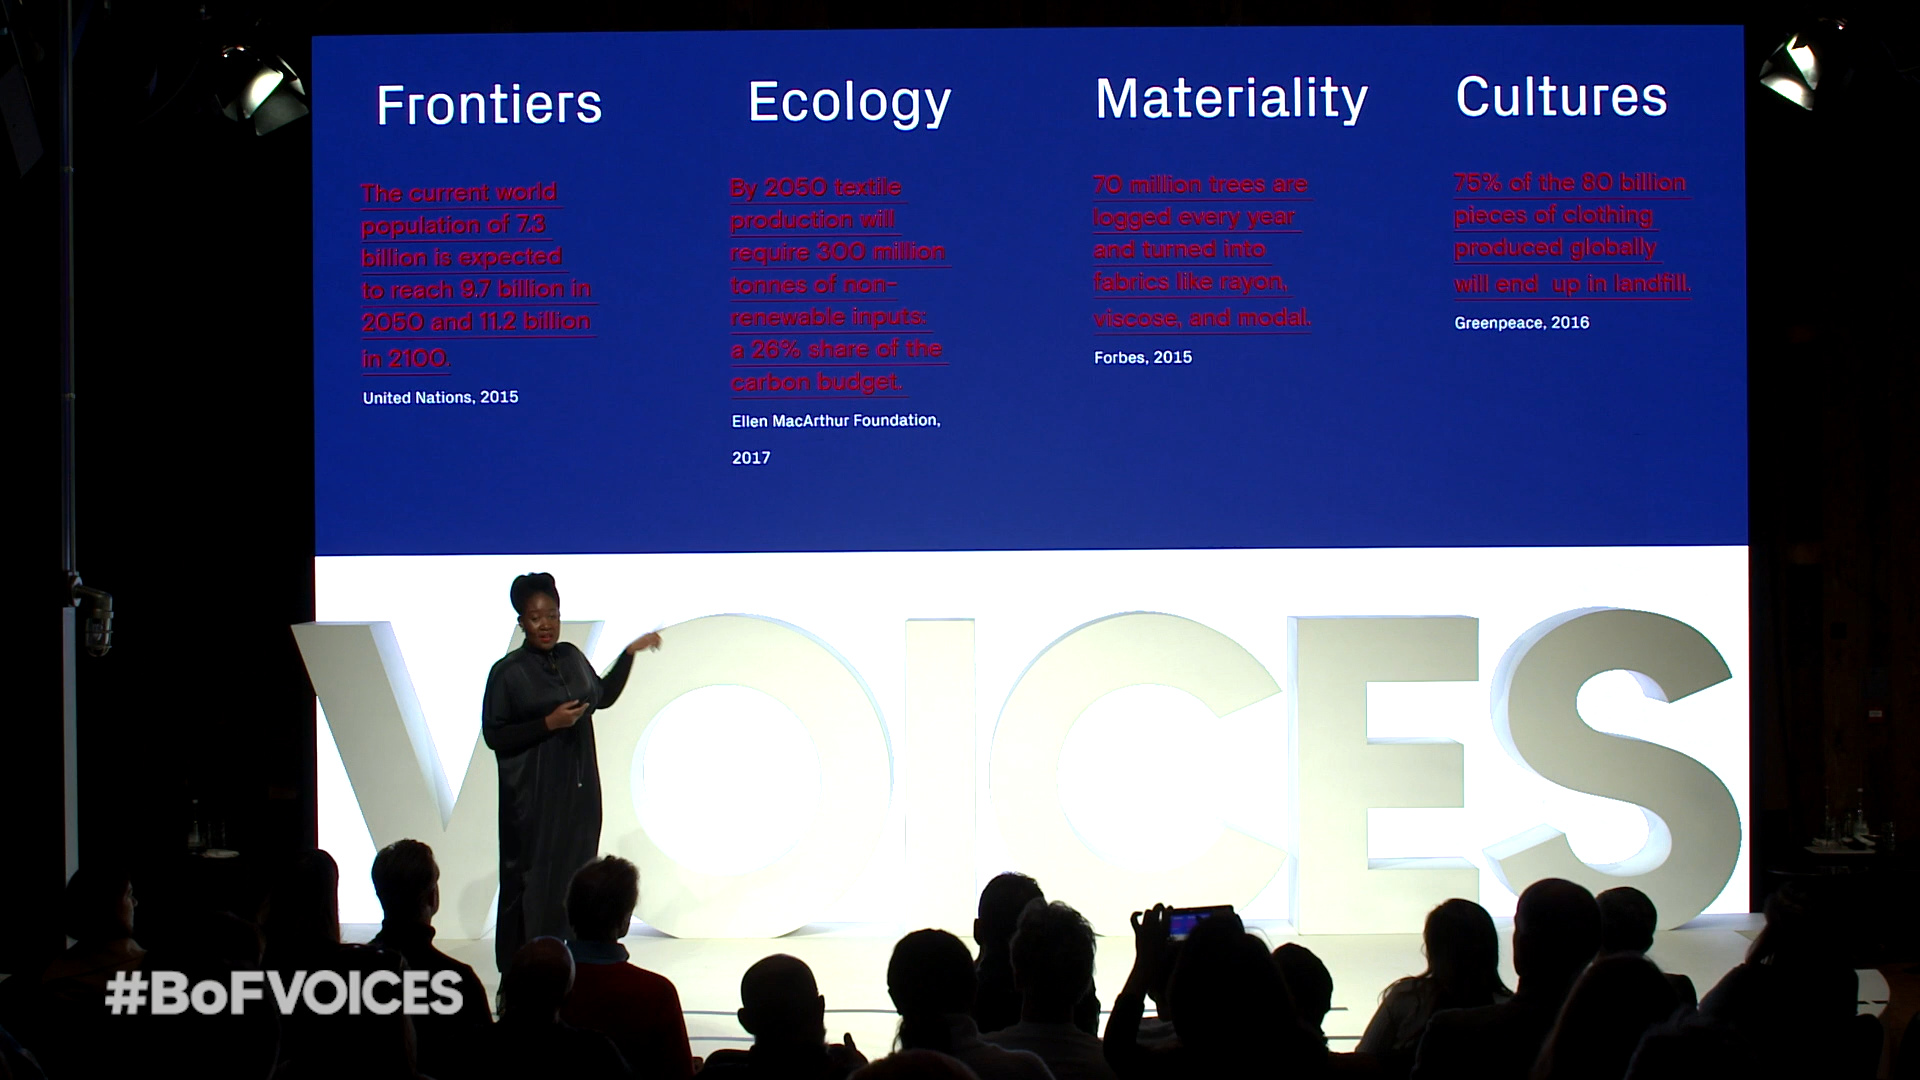 Frontiers
The current world
population of 7.3
billion is expected
to reach 9.7 billion in
2050 and 11.2 billion
in 2100.
United Nations, 2015
Ecology
By 2050 textile
production will
require 300 million
tonnes of non-
renewable inputs:
a 26% share of the
carbon budget.
Ellen MacArthur Foundation,
2017
Materiality
70 million trees are
logged every year
and turned into
fabrics like rayon,
viscose, and modal.
Forbes, 2015
Cultures
75% of the 80 billion
pieces of clothing
produced globally
will end up in landfill.
Greenpeace, 2016
VOICES
#BoFVOICES